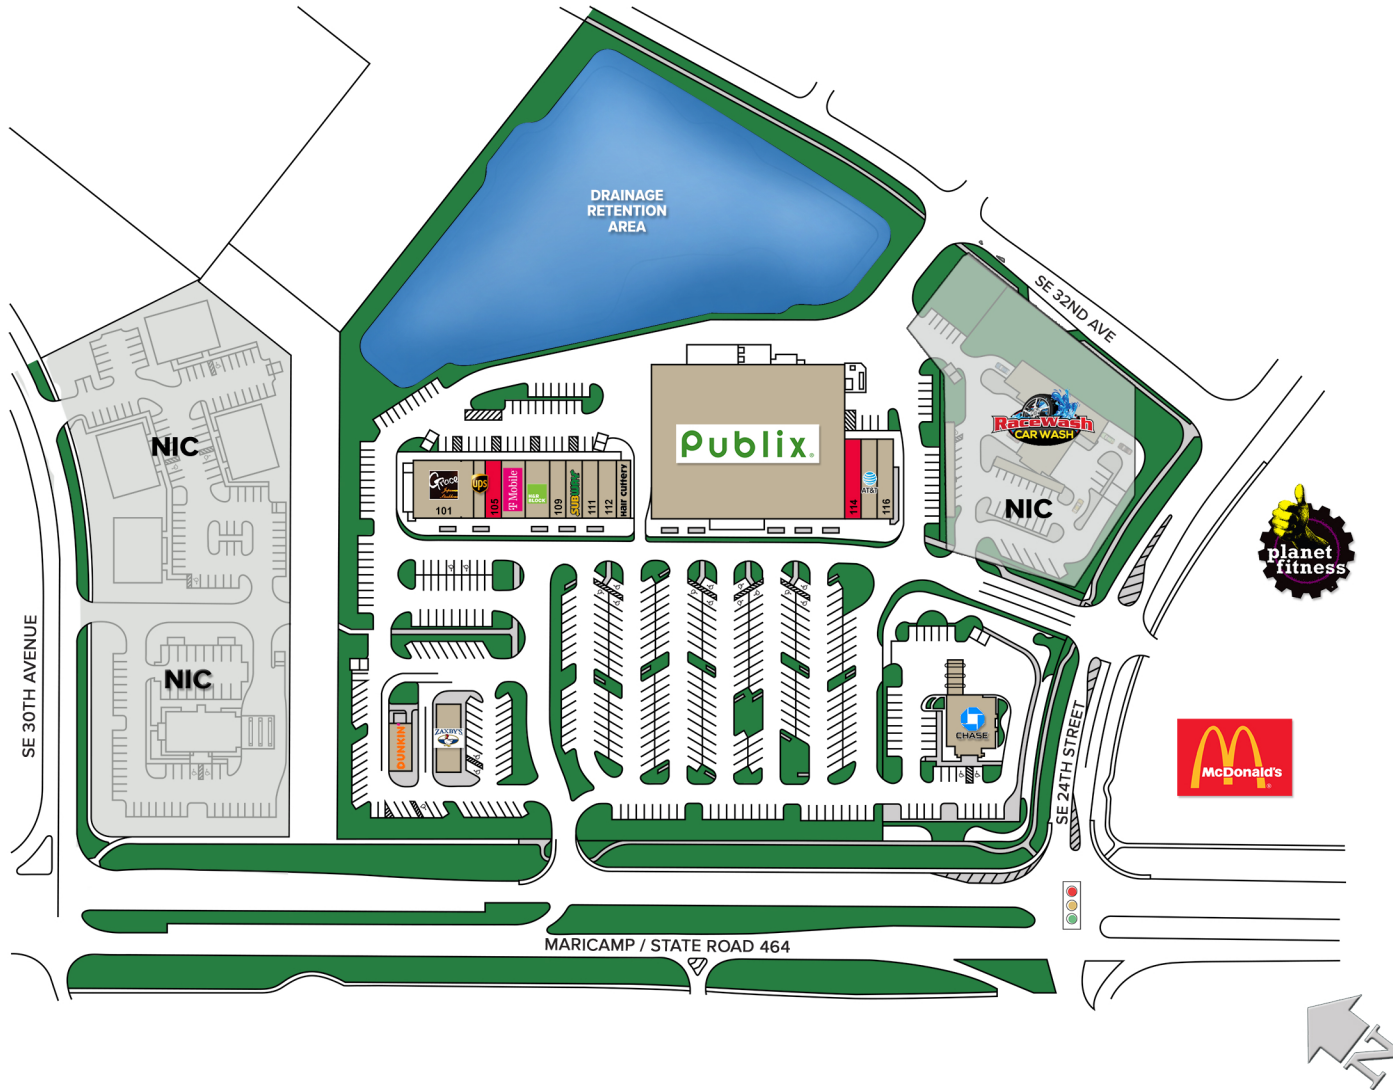 DRAINAGE
RETENTION
AREA
SE 32ND AVE
RaceWash
CAR WASH
NIC
NIC
NIC
Publix.
Grace
101
ups
105
T Mobile
H&R
BLOCK
109
SUBWAY
111
112
Hair cuttery
114
AT&T
116
planet
fitness
SE 30TH AVENUE
DUNKIN'
ZAXBY'S
CHASE
SE 24TH STREET
McDonald's
MARICAMP / STATE ROAD 464
N